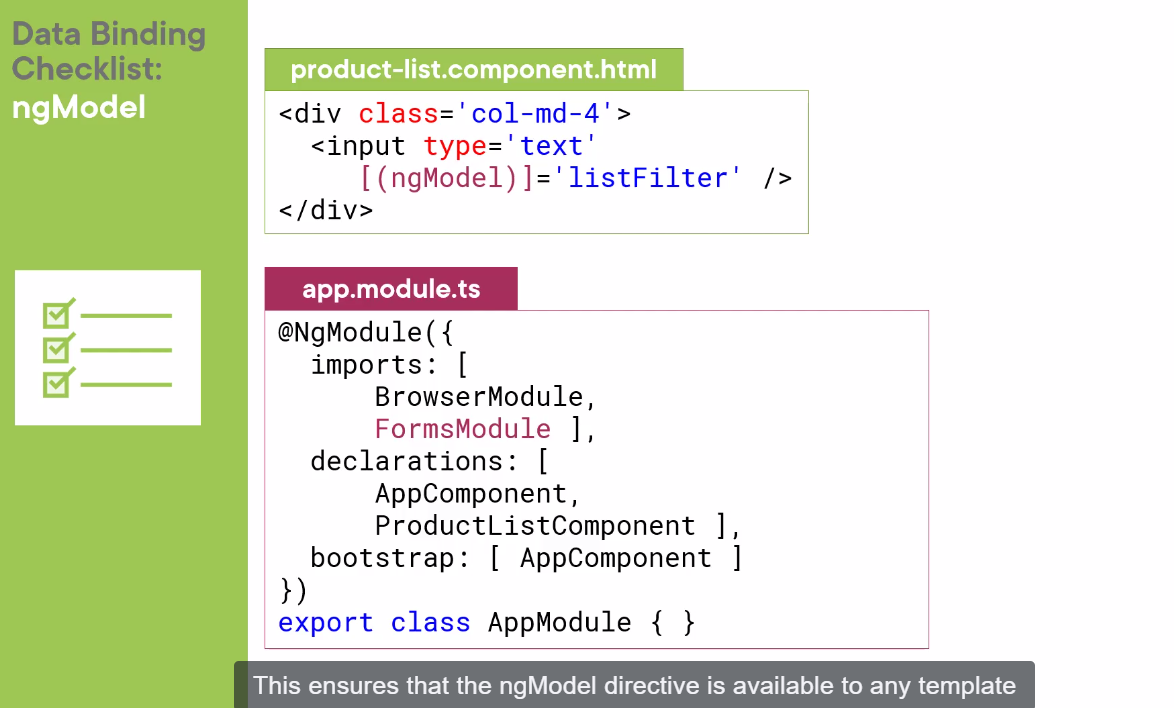 Data Binding
Checklist:
ngModel
product-list.component.html
<div class='col-md-4'>
  <input type='text'
     [(ngModel)]='listFilter' />
</div>
app.module.ts
@NgModule({
  imports: [
      BrowserModule,
      FormsModule ],
  declarations: [
      AppComponent,
      ProductListComponent ],
  bootstrap: [ AppComponent ]
})
export class AppModule { }
This ensures that the ngModel directive is available to any template